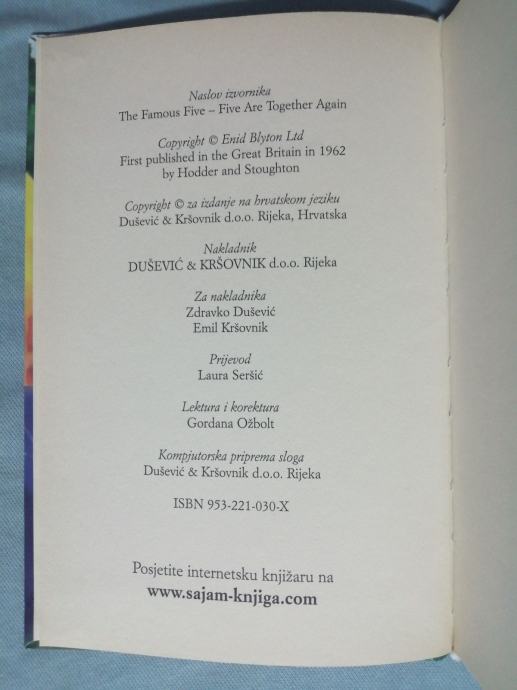 Naslov izvornika
The Famous Five – Five Are Together Again
Copyright © Enid Blyton Ltd
First published in the Great Britain in 1962
by Hodder and Stoughton
Copyright © za izdanje na hrvatskom jeziku
Dušević & Kršovnik d.o.o. Rijeka, Hrvatska
Nakladnik
DUŠEVIĆ & KRŠOVNIK d.o.o. Rijeka
Za nakladnika
Zdravko Dušević
Emil Kršovnik
Prijevod
Laura Seršić
Lektura i korektura
Gordana Ožbolt
Kompjutorska priprema sloga
Dušević & Kršovnik d.o.o. Rijeka
ISBN 953-221-030-X
Posjetite internetsku knjižaru na
www.sajam-knjiga.com